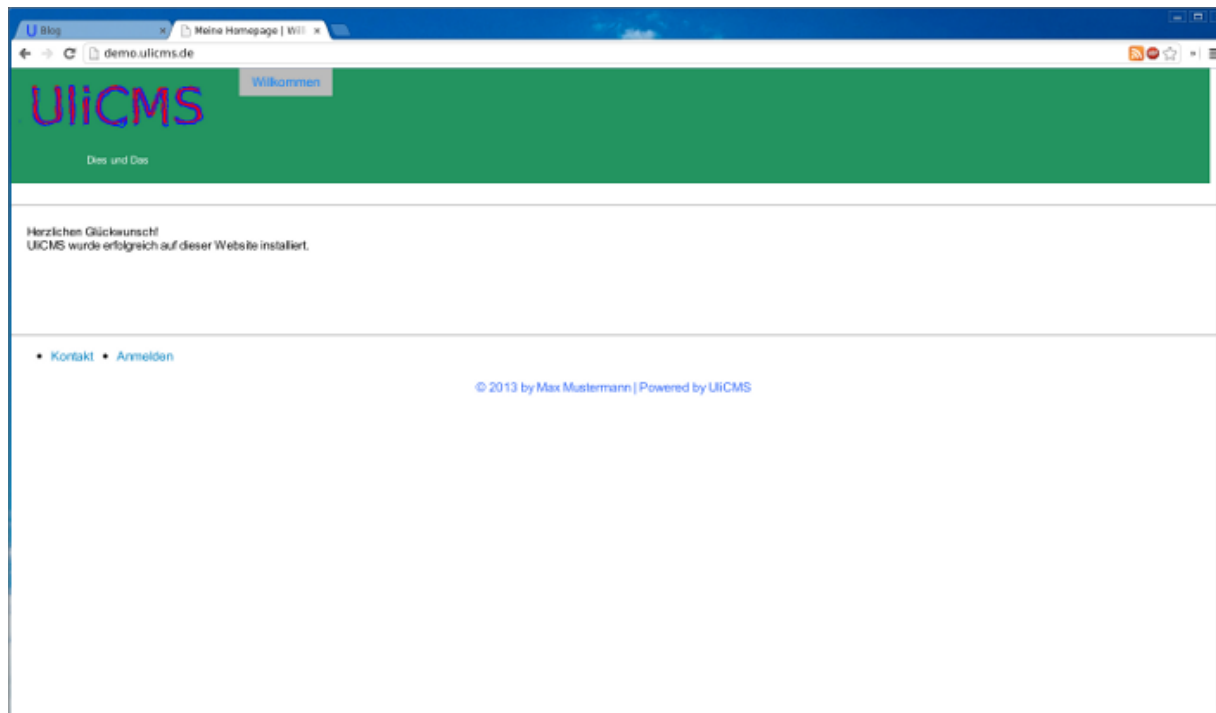 Blog
Meine Homepage | Will
demo.ulicms.de
UliCMS
Willkommen
Dies und Das
Herzlichen Glückwunsch!
UliCMS wurde erfolgreich auf dieser Website installiert.
• Kontakt • Anmelden
© 2013 by Max Mustermann | Powered by UliCMS